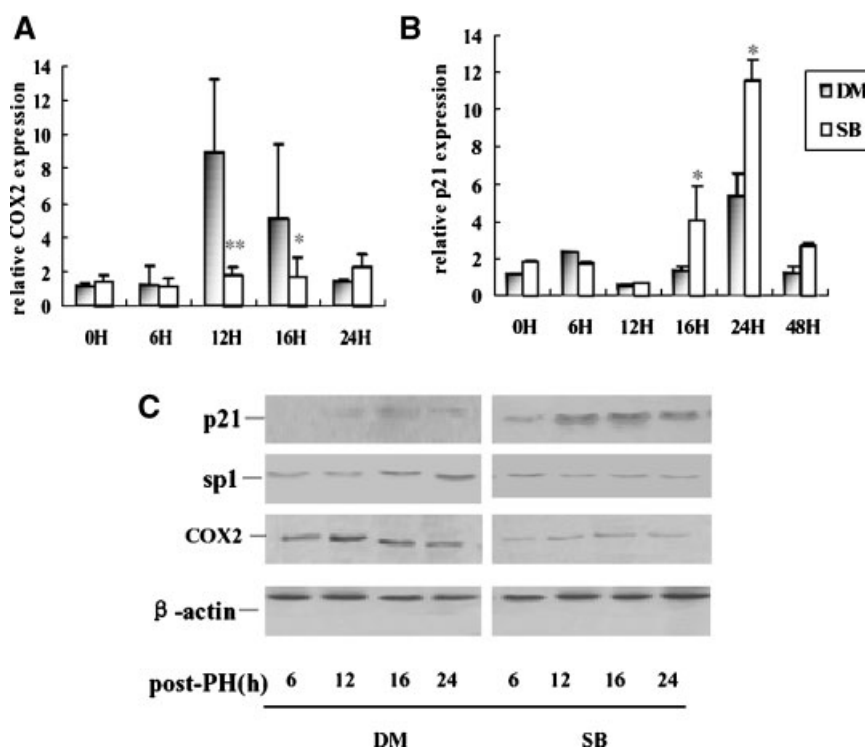 A
relative COX2 expression
14
12
10
8
6
4
2
0
**
*
0H 6H 12H 16H 24H
B
relative p21 expression
14
12
10
8
6
4
2
0
*
*
0H 6H 12H 16H 24H 48H
DM
SB
C
p21
sp1
COX2
β-actin
post-PH(h) 6 12 16 24 6 12 16 24
DM SB